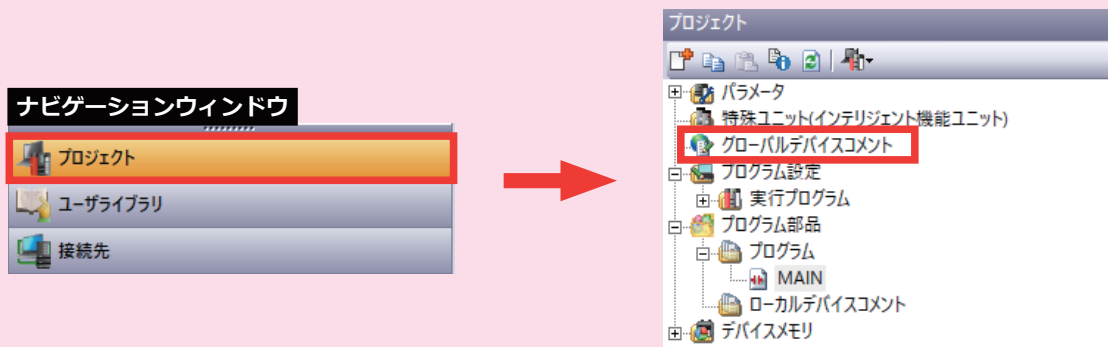 ナビゲーションウィンドウ
プロジェクト
ユーザライブラリ
接続先
プロジェクト
パラメータ
特殊ユニット(インテリジェント機能ユニット)
グローバルデバイスコメント
プログラム設定
実行プログラム
プログラム部品
プログラム
MAIN
ローカルデバイスコメント
デバイスメモリ